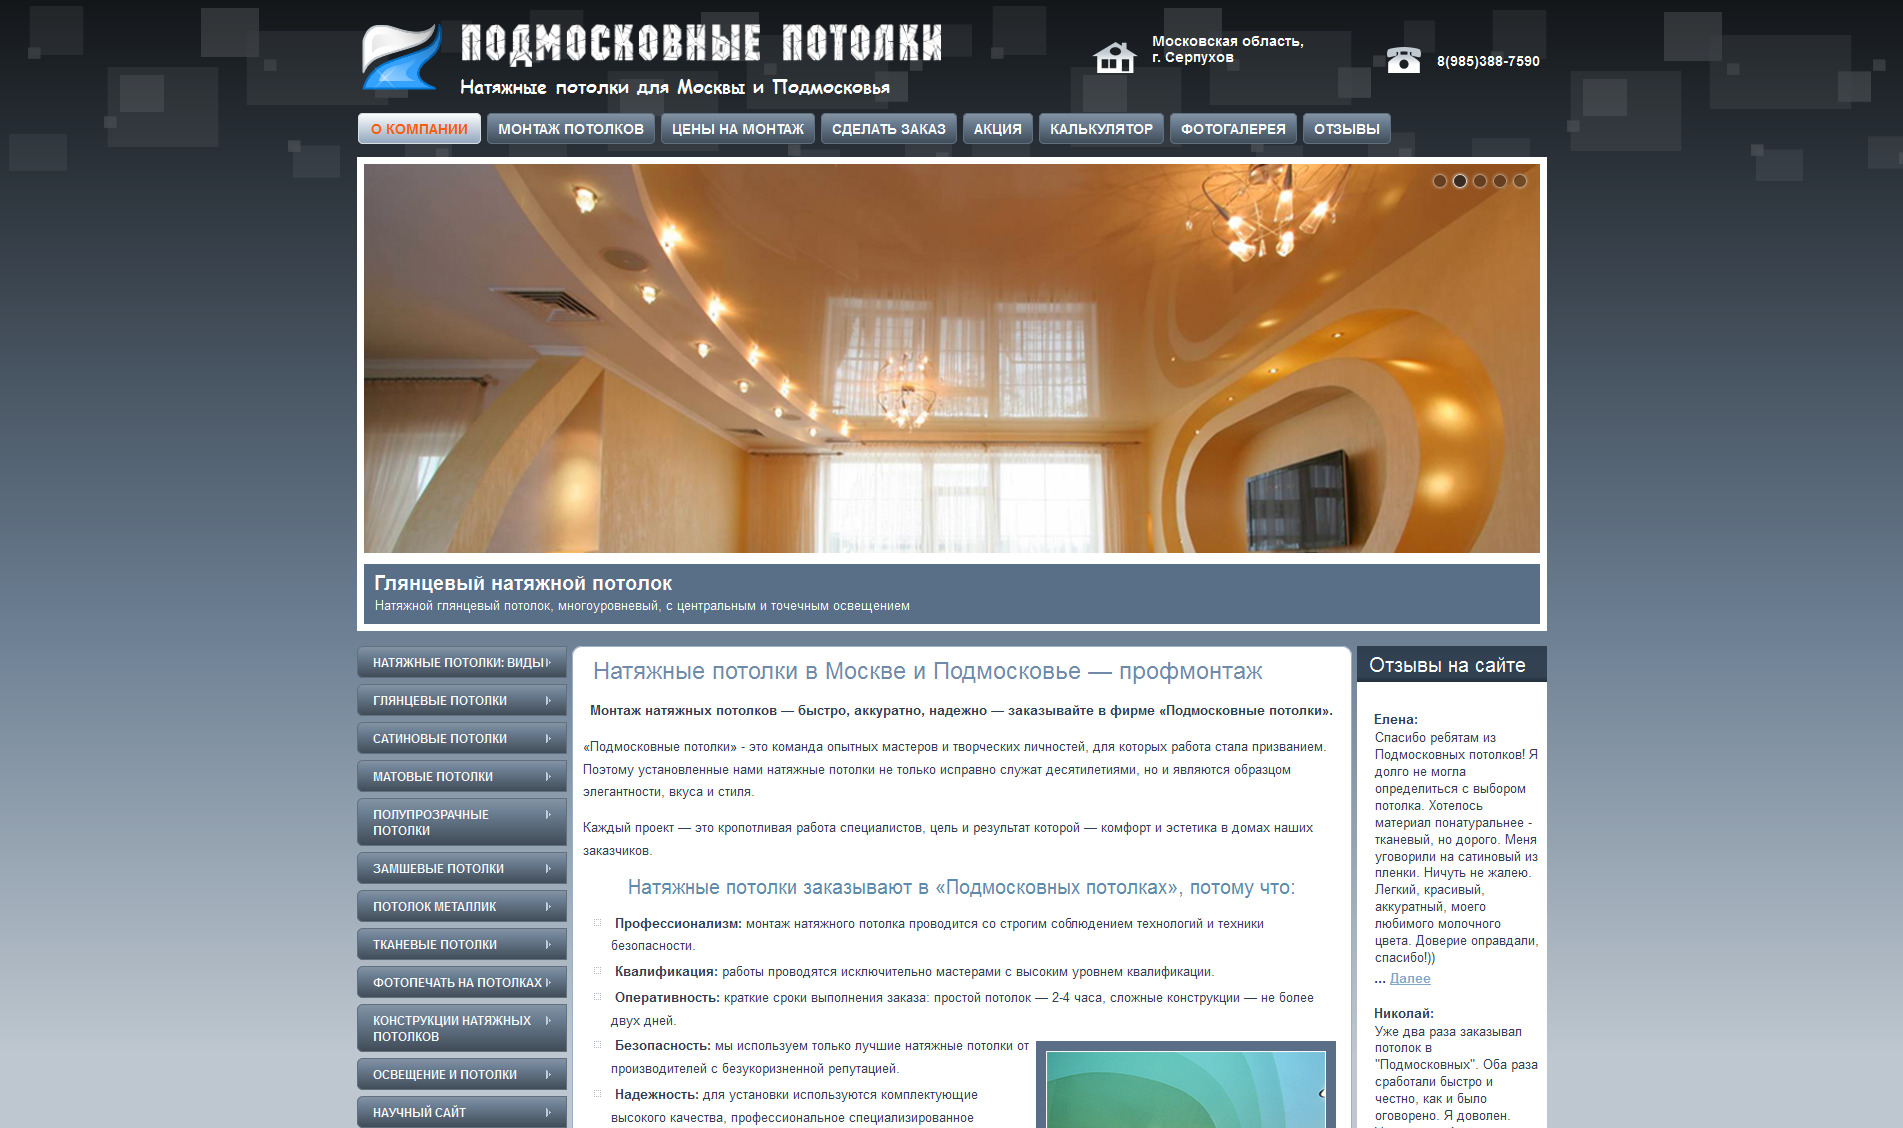 ПОДМОСКОВНЫЕ ПОТОЛКИ
Натяжные потолки для Москвы и Подмосковья
Московская область,
г. Серпухов
8(985)388-7590
О КОМПАНИИ
МОНТАЖ ПОТОЛКОВ
ЦЕНЫ НА МОНТАЖ
СДЕЛАТЬ ЗАКАЗ
АКЦИЯ
КАЛЬКУЛЯТОР
ФОТОГАЛЕРЕЯ
ОТЗЫВЫ
Глянцевый натяжной потолок
Натяжной глянцевый потолок, многоуровневый, с центральным и точечным освещением
НАТЯЖНЫЕ ПОТОЛКИ: ВИДЫ
ГЛЯНЦЕВЫЕ ПОТОЛКИ
САТИНОВЫЕ ПОТОЛКИ
МАТОВЫЕ ПОТОЛКИ
ПОЛУПРОЗРАЧНЫЕ
ПОТОЛКИ
ЗАМШЕВЫЕ ПОТОЛКИ
ПОТОЛОК МЕТАЛЛИК
ТКАНЕВЫЕ ПОТОЛКИ
ФОТОПЕЧАТЬ НА ПОТОЛКАХ
КОНСТРУКЦИИ НАТЯЖНЫХ
ПОТОЛКОВ
ОСВЕЩЕНИЕ И ПОТОЛКИ
НАУЧНЫЙ САЙТ
Натяжные потолки в Москве и Подмосковье — профмонтаж
Монтаж натяжных потолков — быстро, аккуратно, надежно — заказывайте в фирме «Подмосковные потолки».
«Подмосковные потолки» - это команда опытных мастеров и творческих личностей, для которых работа стала призванием.
Поэтому установленные нами натяжные потолки не только исправно служат десятилетиями, но и являются образцом
элегантности, вкуса и стиля.
Каждый проект — это кропотливая работа специалистов, цель и результат которой — комфорт и эстетика в домах наших
заказчиков.
Натяжные потолки заказывают в «Подмосковных потолках», потому что:
Профессионализм: монтаж натяжного потолка проводится со строгим соблюдением технологий и техники
безопасности.
Квалификация: работы проводятся исключительно мастерами с высоким уровнем квалификации.
Оперативность: краткие сроки выполнения заказа: простой потолок — 2-4 часа, сложные конструкции — не более
двух дней.
Безопасность: мы используем только лучшие натяжные потолки от
производителей с безукоризненной репутацией.
Надежность: для установки используются комплектующие
высокого качества, профессиональное специализированное
Отзывы на сайте
Елена:
Спасибо ребятам из
Подмосковных потолков! Я
долго не могла
определиться с выбором
потолка. Хотелось
материал понатуральнее -
тканевый, но дорого. Меня
уговорили на сатиновый из
пленки. Ничуть не жалею.
Легкий, красивый,
аккуратный, моего
любимого молочного
цвета. Доверие оправдали,
спасибо!))
... Далее
Николай:
Уже два раза заказывал
потолок в
"Подмосковных". Оба раза
сработали быстро и
честно, как и было
оговорено. Я доволен.